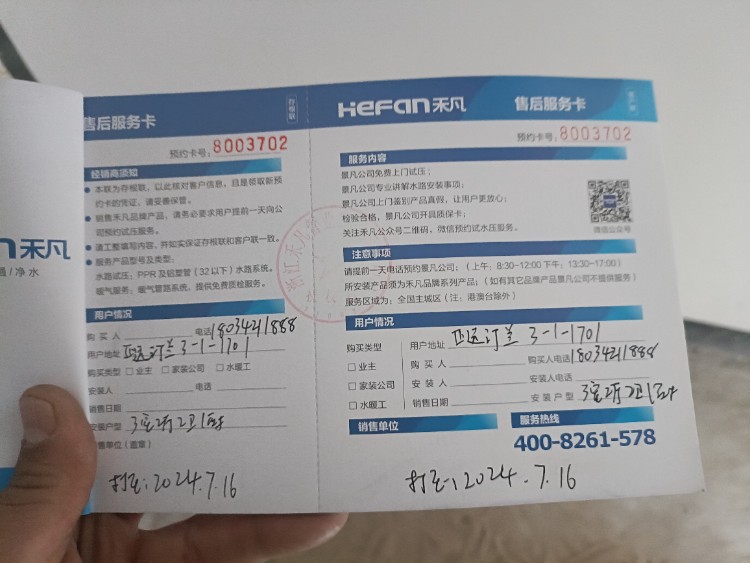 售后服务卡
存根联
预约卡号: 8003702
经销商须知
本联为存根联，以此核对客户信息，且是领取新预
约卡的凭证，请妥善保管。
销售禾凡品牌产品，请务必要求用户提前一天向公
司预约试压服务。
请工整填写内容，并如实保证存根联和客户联一致。
服务产品型号及类型:
水路试压: PPR及铝塑管（32以下）水路系统。
暖气服务: 暖气管路系统，提供免费质检服务。
用户情况
购买人 电话 18034211888
用户地址 3-1-1701
购买类型 □ 业主 □ 家装公司 □ 水暖工
安装人 电话
销售日期
安装户型 3室2厅2卫1
售单位（盖章）
打压: 2024.7.16
an禾凡
/ 净水
HeFan禾凡
售后服务卡
预约卡号: 8003702
服务内容
景凡公司免费上门试压；
景凡公司专业讲解水路安装事项；
景凡公司上门鉴别产品真假，让用户更放心；
检验合格，景凡公司开具质保卡；
关注禾凡公众号二维码，微信预约试水压服务。
微信公众号
注意事项
请提前一天电话预约景凡公司；（上午: 8:30-12:00 下午: 13:30-17:00）
所安装产品须为禾凡品牌系列产品；（如有其它品牌产品景凡公司不提供服务）
服务区域为: 全国主城区（注: 港澳台除外）
用户情况
购买类型 用户地址 3-1-1701
□ 业主 购买人 购买人电话 18034211888
□ 家装公司 安装人 安装人电话
□ 水暖工 销售日期 安装户型 3室2厅2卫1
销售单位
服务热线
400-8261-578
打压: 2024.7.16